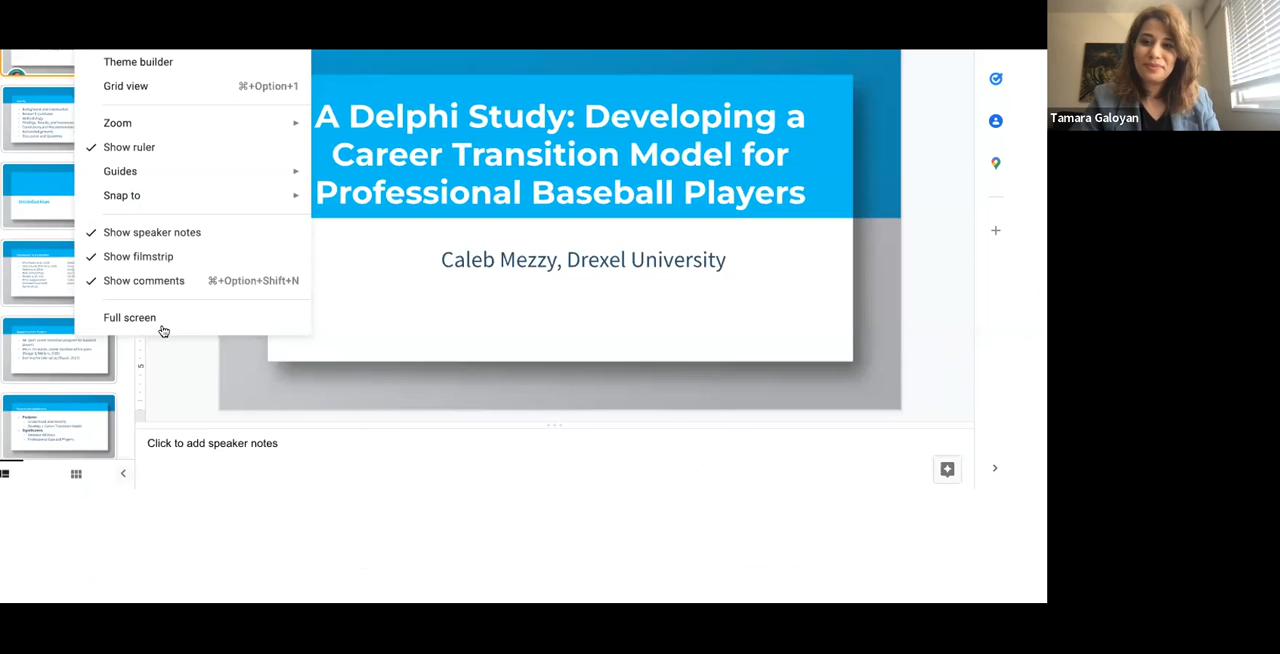 Tamara Galoyan
Theme builder
Grid view ⌘+Option+1
Zoom
Show ruler
Guides
Snap to
Show speaker notes
Show filmstrip
Show comments ⌘+Option+Shift+N
Full screen
A Delphi Study: Developing a
Career Transition Model for
Professional Baseball Players
Caleb Mezzy, Drexel University
5
Click to add speaker notes